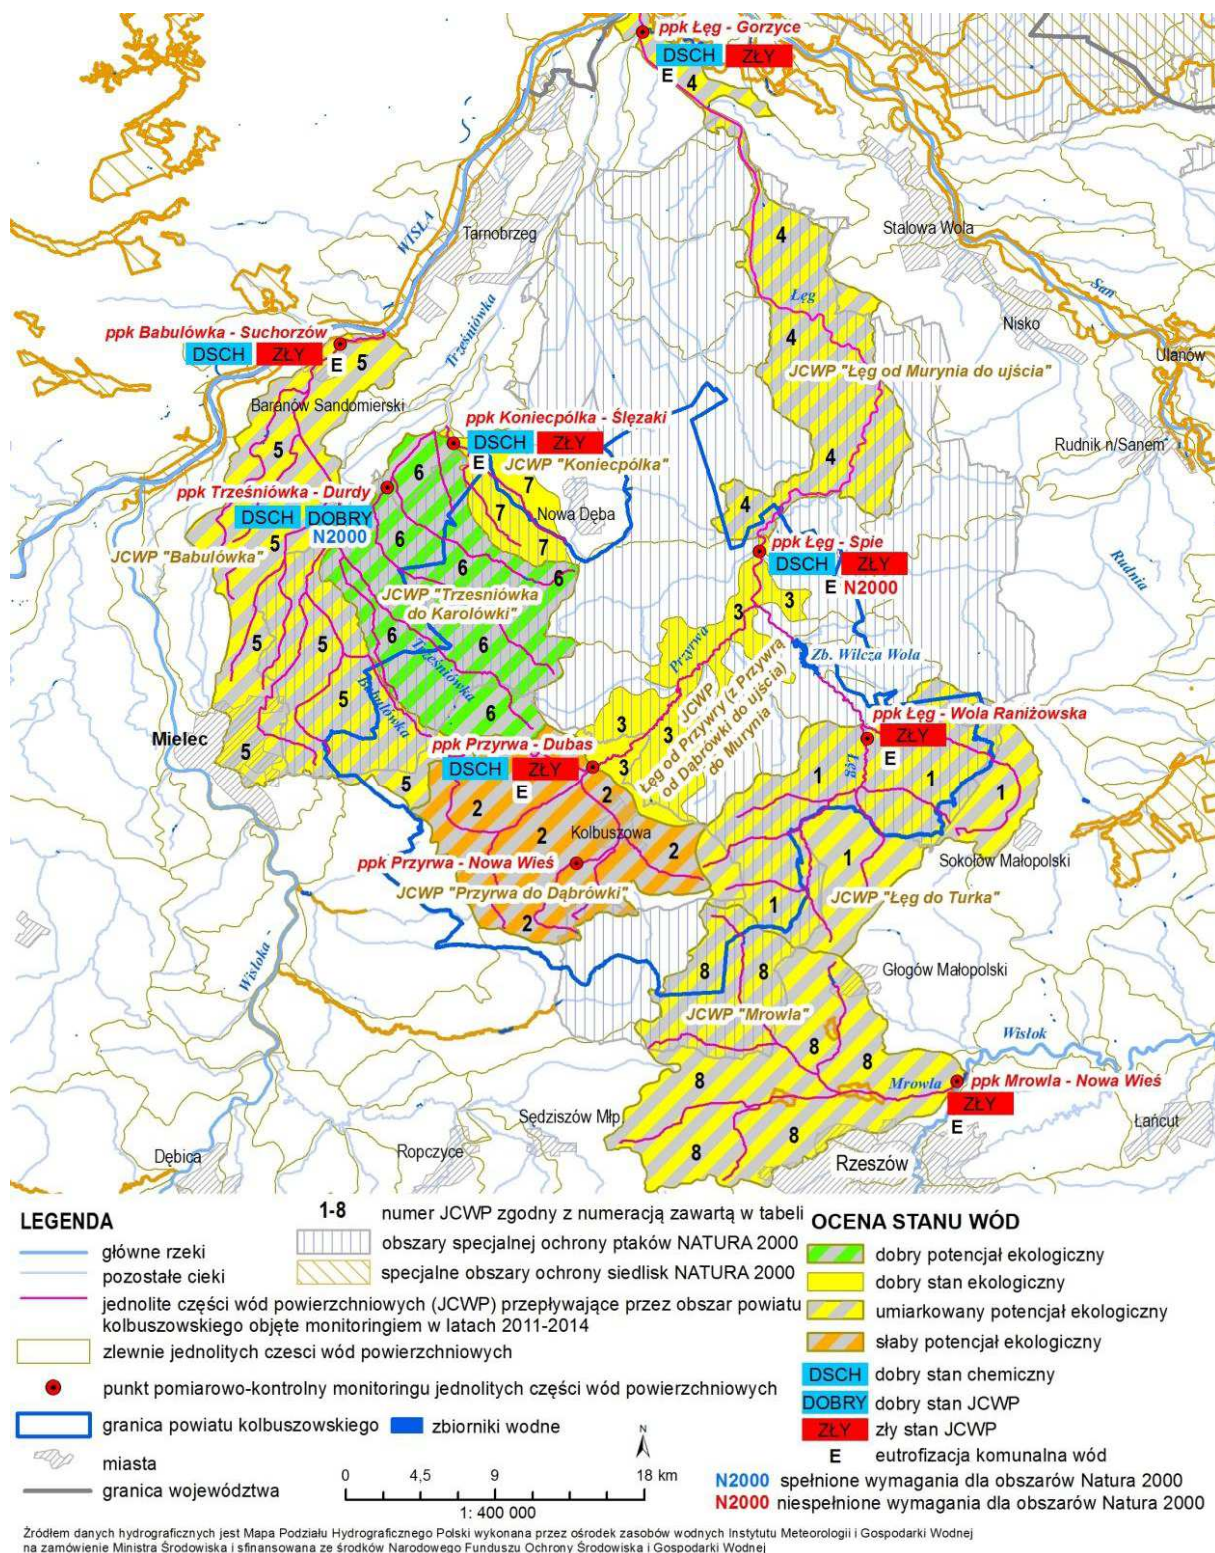 ppk Łęg - Gorzyce
DSCH ZŁY
E
4
WISŁA
Tarnobrzeg
Stalowa Wola
4
San
Łęg
Nisko
Trześniówka
ppk Babulówka - Suchorzów
DSCH ZŁY
E
5
4
Ulanów
JCWP "Łęg od Murynia do ujścia"
Baranów Sandomierski
ppk Koniecpólka - Ślęzaki
DSCH ZŁY
E
JCWP "Koniecpólka"
5
6
7
4
Rudnik n/Sanem
ppk Trześniówka - Durdy
DSCH DOBRY
N2000
4
7
Nowa Dęba
5
6
7
JCWP "Babulówka"
ppk Łęg - Spie
DSCH ZŁY
E N2000
Rudnia
6
6
JCWP "Trzesniówka
do Karolówki"
3
3
5
5
6
6
Trześniówka
Przyrwa
Zb. Wilcza Wola
JCWP
Łęg od Przywry (z Przywrą
od Dąbrówki do ujścia)
do Murynia
5
Babulówka
6
3
3
3
ppk Łęg - Wola Raniżowska
ZŁY
E
Mielec
5
ppk Przyrwa - Dubas
DSCH ZŁY
E
5
Łęg
1
1
1
2
2
2
Kolbuszowa
2
1
Sokołów Małopolski
ppk Przyrwa - Nowa Wieś
JCWP "Przyrwa do Dąbrówki"
JCWP "Łęg do Turka"
1
2
Wisłoka
8
8
Głogów Małopolski
JCWP "Mrowla"
Wisłok
8
8
8
Mrowla
ppk Mrowla - Nowa Wieś
ZŁY
E
Sędziszów Młp.
8
8
Łańcut
Dębica
Ropczyce
Rzeszów
LEGENDA
główne rzeki
pozostałe cieki
jednolite części wód powierzchniowych (JCWP) przepływające przez obszar powiatu
kolbuszowskiego objęte monitoringiem w latach 2011-2014
zlewnie jednolitych czesci wód powierzchniowych
punkt pomiarowo-kontrolny monitoringu jednolitych części wód powierzchniowych
granica powiatu kolbuszowskiego
zbiorniki wodne
miasta
granica województwa
1-8 numer JCWP zgodny z numeracją zawartą w tabeli
obszary specjalnej ochrony ptaków NATURA 2000
specjalne obszary ochrony siedlisk NATURA 2000
OCENA STANU WÓD
dobry potencjał ekologiczny
dobry stan ekologiczny
umiarkowany potencjał ekologiczny
słaby potencjał ekologiczny
DSCH dobry stan chemiczny
DOBRY dobry stan JCWP
ZŁY zły stan JCWP
E eutrofizacja komunalna wód
N2000 spełnione wymagania dla obszarów Natura 2000
N2000 niespełnione wymagania dla obszarów Natura 2000
N
0 4,5 9 18 km
1: 400 000
Źródłem danych hydrograficznych jest Mapa Podziału Hydrograficznego Polski wykonana przez ośrodek zasobów wodnych Instytutu Meteorologii i Gospodarki Wodnej
na zamówienie Ministra Środowiska i sfinansowana ze środków Narodowego Funduszu Ochrony Środowiska i Gospodarki Wodnej